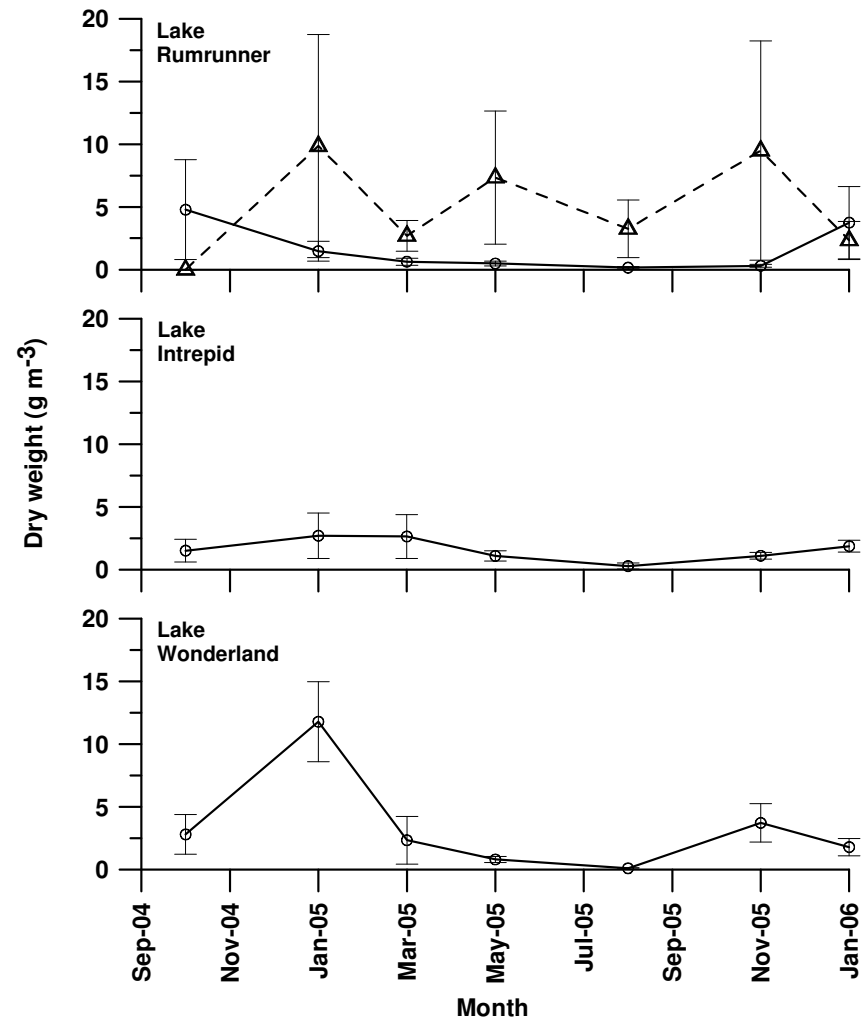 Lake
Rumrunner
20
15
10
5
0
Lake
Intrepid
20
15
10
5
0
Dry weight (g m-3)
Lake
Wonderland
20
15
10
5
0
Sep-04
Nov-04
Jan-05
Mar-05
May-05
Jul-05
Sep-05
Nov-05
Jan-06
Month